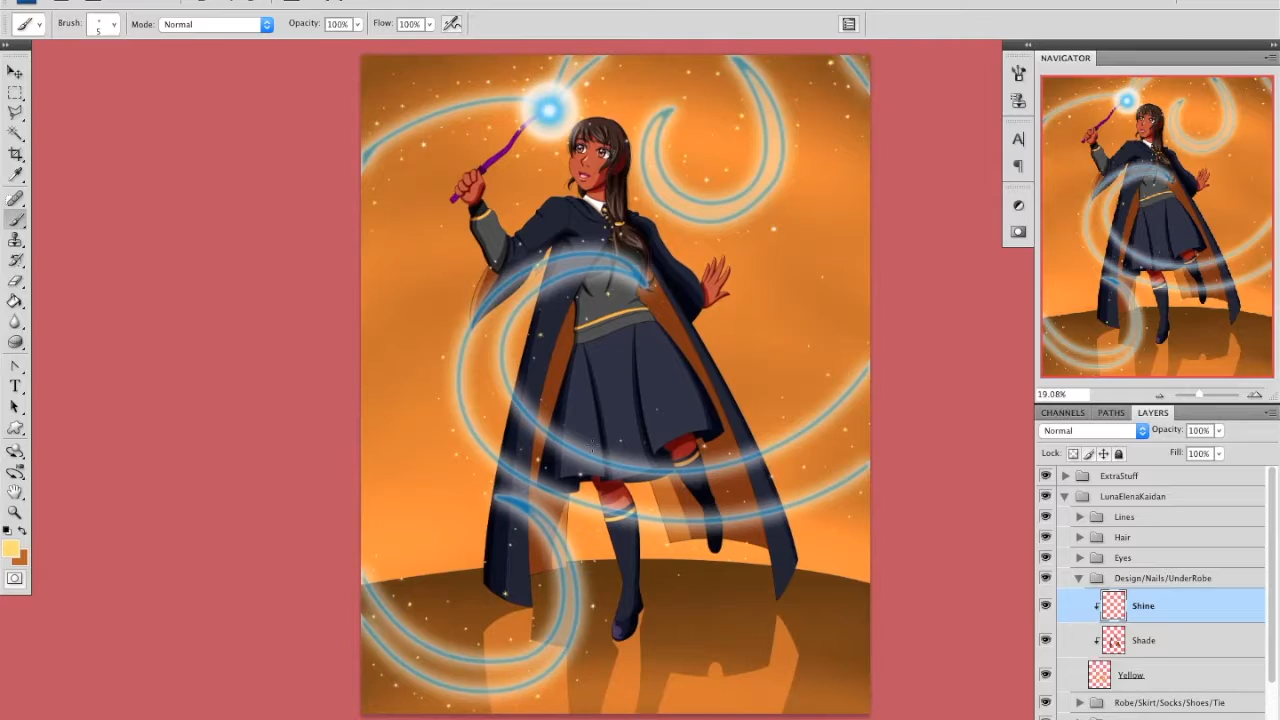 Brush: 5 Mode: Normal Opacity: 100% Flow: 100%
NAVIGATOR
19.08%
CHANNELS PATHS LAYERS
Normal Opacity: 100%
Lock: Fill: 100%
ExtraStuff
LunaElenaKaidan
Lines
Hair
Eyes
Design/Nails/UnderRobe
Shine
Shade
Yellow
Robe/Skirt/Socks/Shoes/Tie